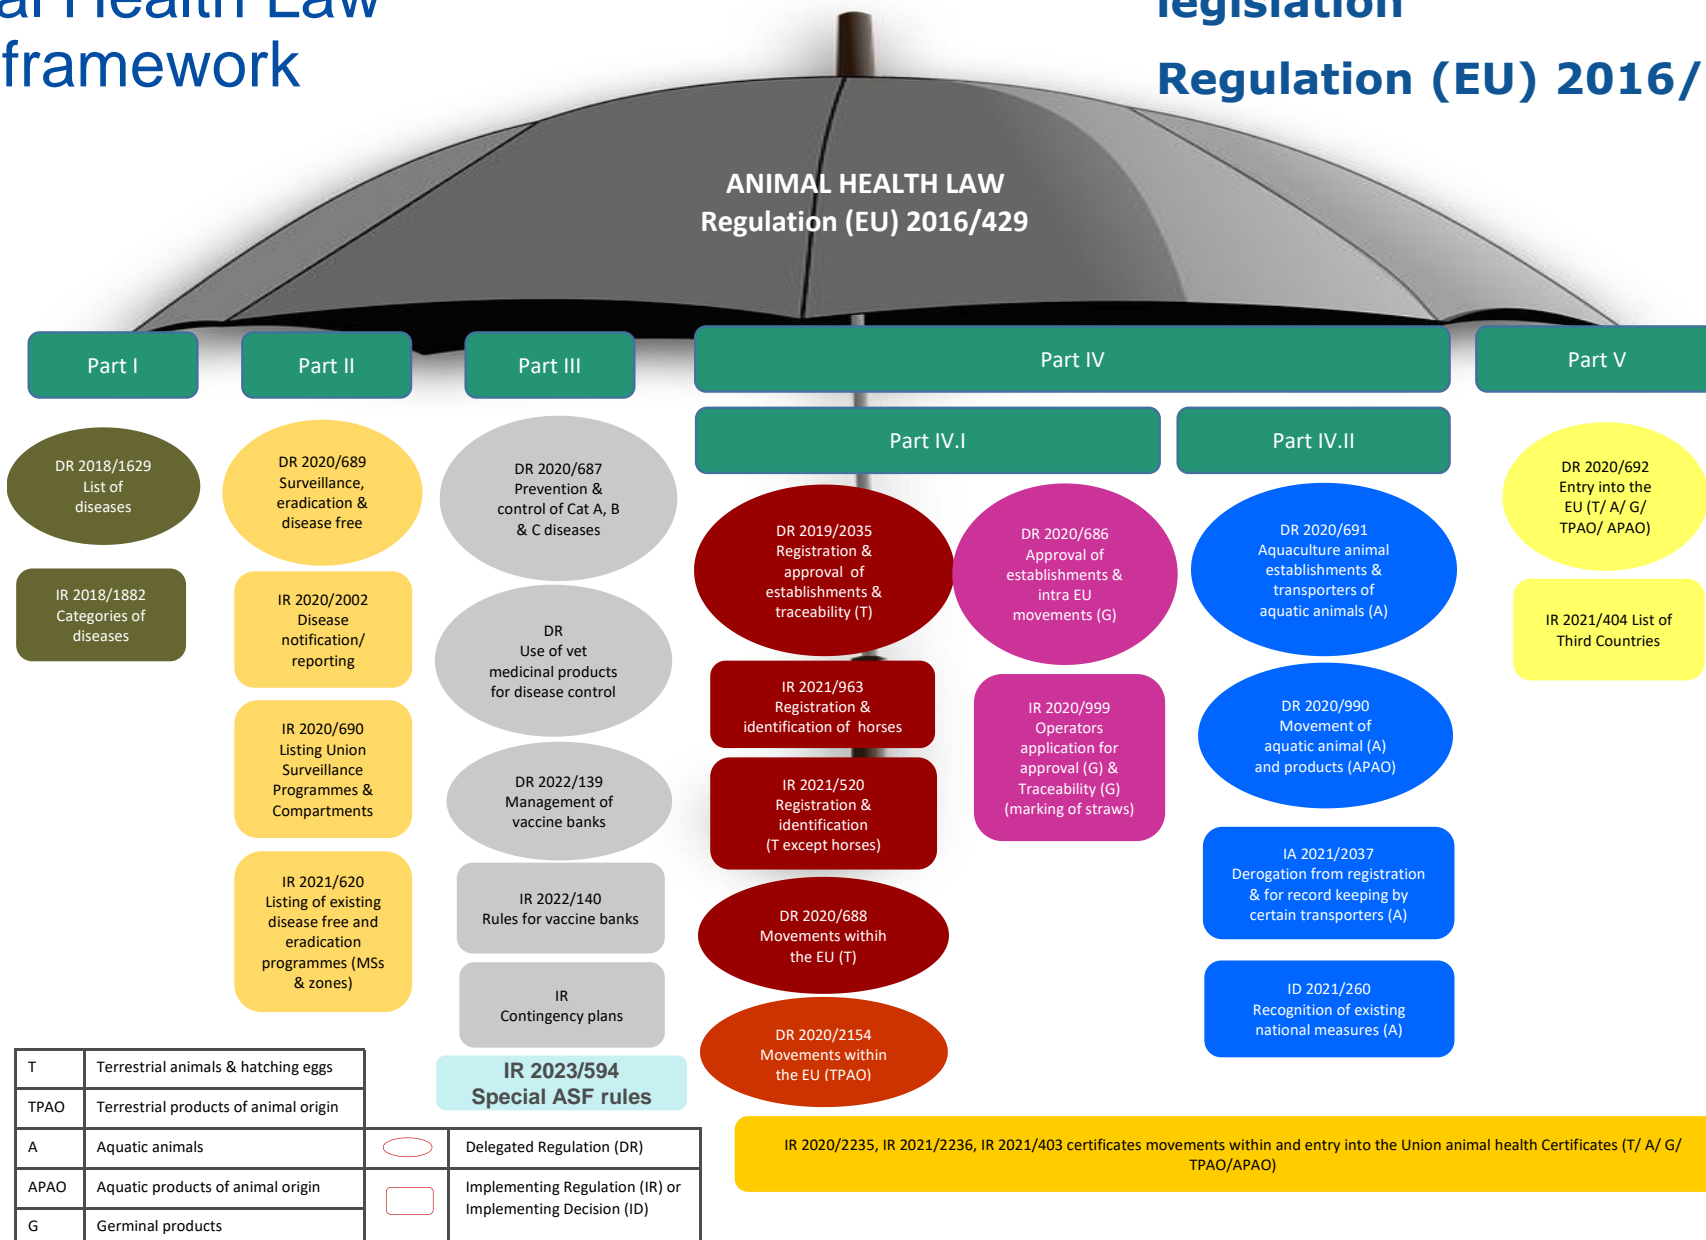 al Health Law
framework
legislation
Regulation (EU) 2016/
ANIMAL HEALTH LAW
Regulation (EU) 2016/429
Part I
Part II
Part III
Part IV
Part V
Part IV.I
Part IV.II
DR 2018/1629
List of
diseases
IR 2018/1882
Categories of
diseases
DR 2020/689
Surveillance,
eradication &
disease free
IR 2020/2002
Disease
notification/
reporting
IR 2020/690
Listing Union
Surveillance
Programmes &
Compartments
IR 2021/620
Listing of existing
disease free and
eradication
programmes (MSs
& zones)
DR 2020/687
Prevention &
control of Cat A, B
& C diseases
DR
Use of vet
medicinal products
for disease control
DR 2022/139
Management of
vaccine banks
IR 2022/140
Rules for vaccine banks
IR
Contingency plans
IR 2023/594
Special ASF rules
DR 2019/2035
Registration &
approval of
establishments &
traceability (T)
IR 2021/963
Registration &
identification of horses
IR 2021/520
Registration &
identification
(T except horses)
DR 2020/688
Movements withih
the EU (T)
DR 2020/2154
Movements within
the EU (TPAO)
DR 2020/686
Approval of
establishments &
intra EU
movements (G)
IR 2020/999
Operators
application for
approval (G) &
Traceability (G)
(marking of straws)
DR 2020/691
Aquaculture animal
establishments &
transporters of
aquatic animals (A)
DR 2020/990
Movement of
aquatic animal (A)
and products (APAO)
IA 2021/2037
Derogation from registration
& for record keeping by
certain transporters (A)
ID 2021/260
Recognition of existing
national measures (A)
DR 2020/692
Entry into the
EU (T/ A/ G/
TPAO/ APAO)
IR 2021/404 List of
Third Countries
IR 2020/2235, IR 2021/2236, IR 2021/403 certificates movements within and entry into the Union animal health Certificates (T/ A/ G/
TPAO/APAO)
T Terrestrial animals & hatching eggs
TPAO Terrestrial products of animal origin
A Aquatic animals
APAO Aquatic products of animal origin
G Germinal products
Delegated Regulation (DR)
Implementing Regulation (IR) or
Implementing Decision (ID)